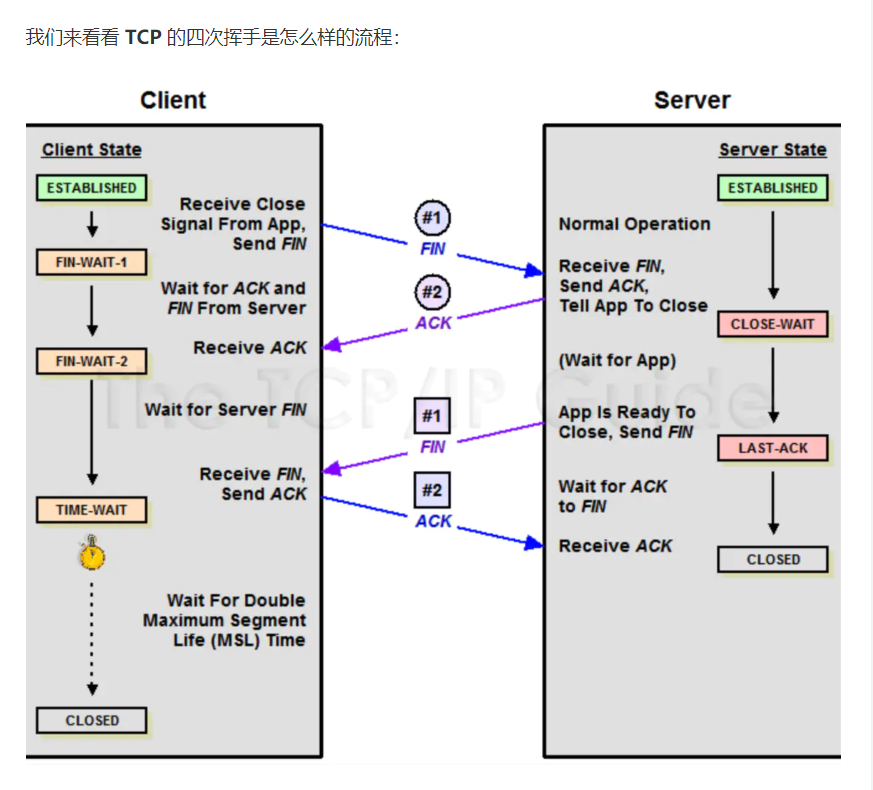 我们来看看 TCP 的四次挥手是怎么样的流程：
Client
Server
Client State
ESTABLISHED
Receive Close
Signal From App,
Send FIN
FIN-WAIT-1
Wait for ACK and
FIN From Server
Receive ACK
FIN-WAIT-2
Wait for Server FIN
Receive FIN,
Send ACK
TIME-WAIT
Wait For Double
Maximum Segment
Life (MSL) Time
CLOSED
#1
FIN
#2
ACK
#1
FIN
#2
ACK
Server State
ESTABLISHED
Normal Operation
Receive FIN,
Send ACK,
Tell App To Close
CLOSE-WAIT
(Wait for App)
App Is Ready To
Close, Send FIN
LAST-ACK
Wait for ACK
to FIN
Receive ACK
CLOSED
The TCP/IP Guide